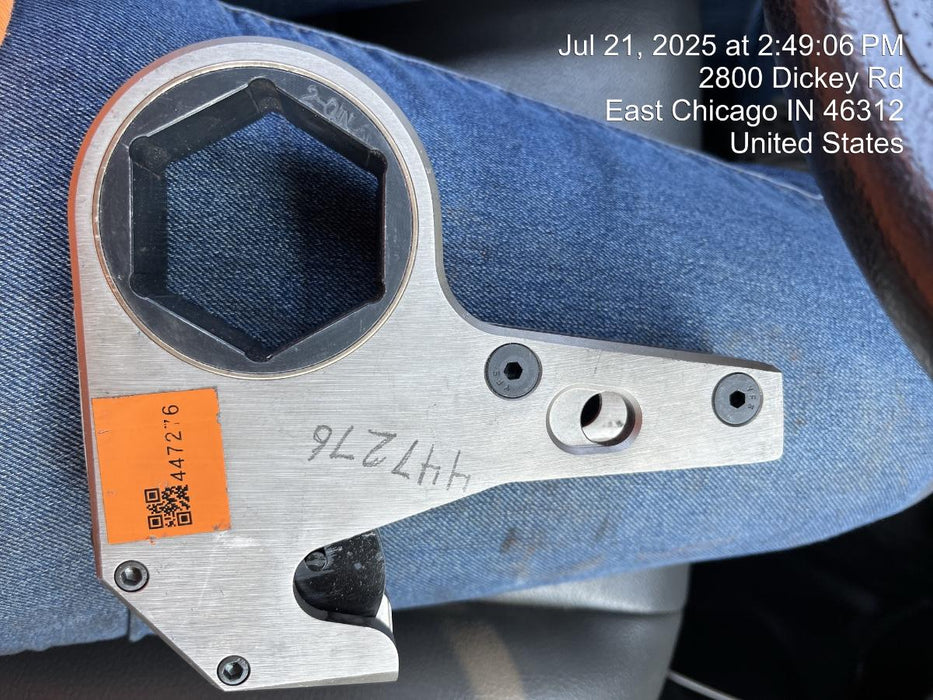 Jul 21, 2025 at 2:49:06 PM
2800 Dickey Rd
East Chicago IN 46312
United States
447276
447276